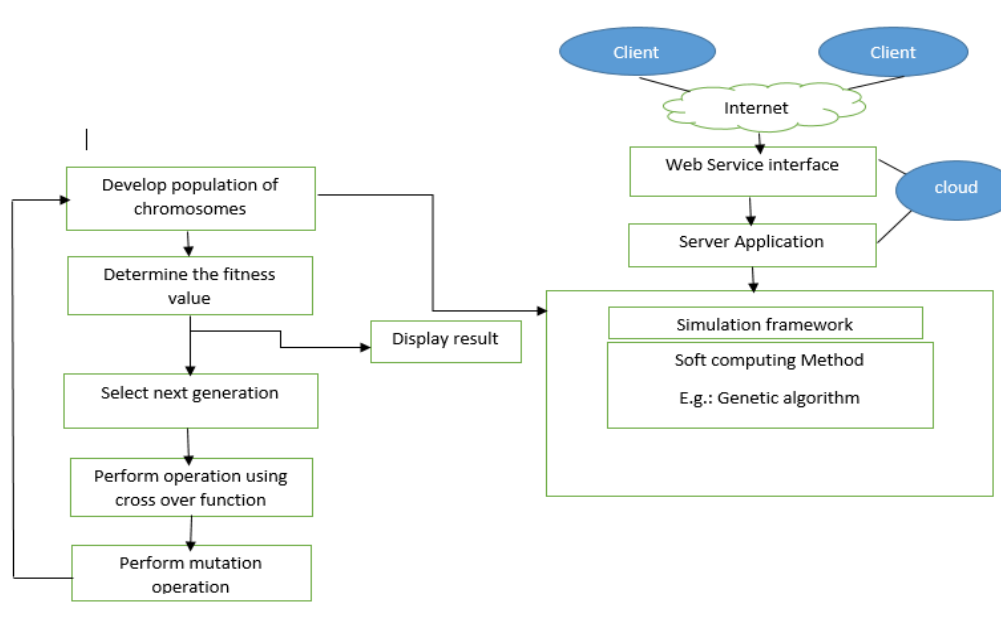 Client
Client
Internet
Web Service interface
cloud
Server Application
Simulation framework
Soft computing Method
E.g.: Genetic algorithm
Develop population of
chromosomes
Determine the fitness
value
Display result
Select next generation
Perform operation using
cross over function
Perform mutation
operation